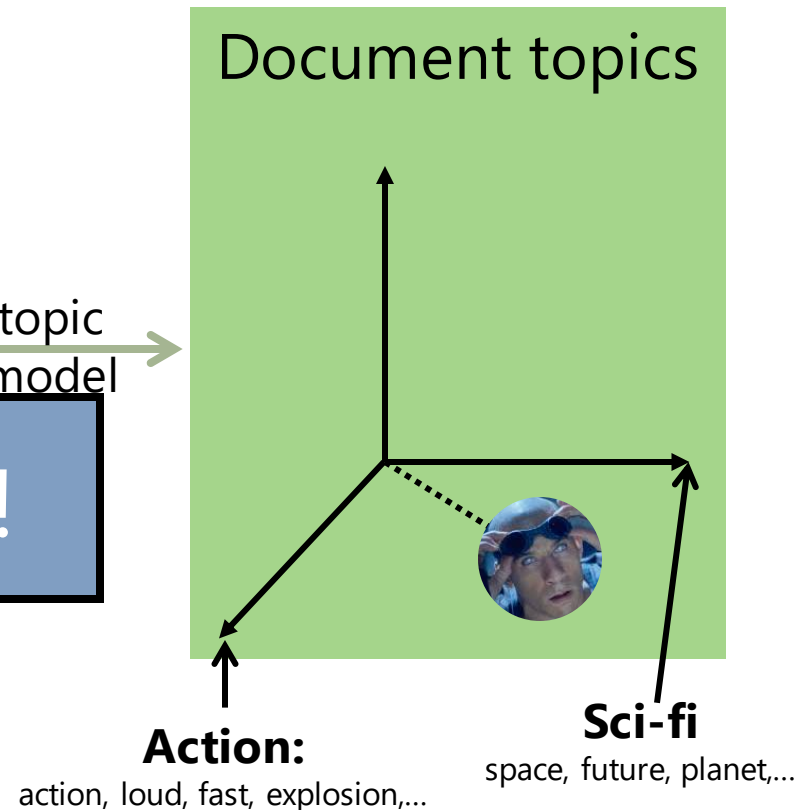 Document topics
topic
model
!
Action:
action, loud, fast, explosion,...
Sci-fi
space, future, planet,...